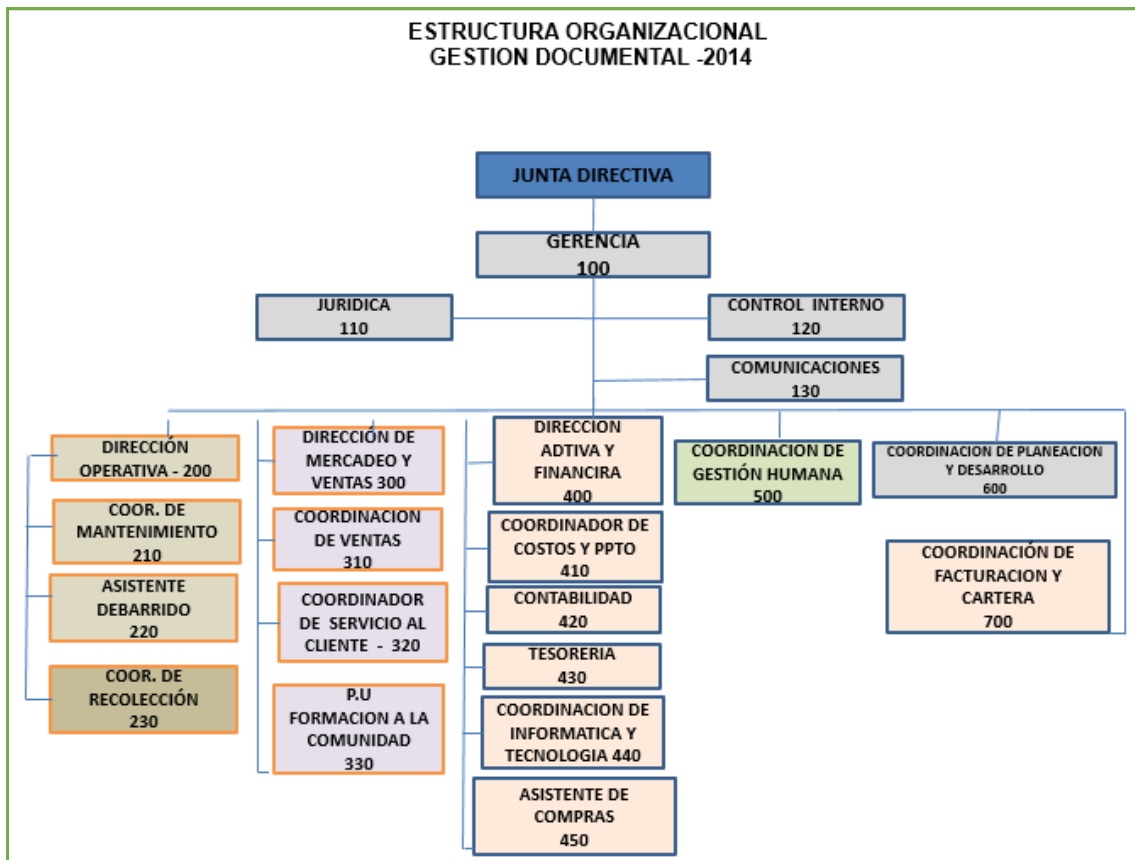 ESTRUCTURA ORGANIZACIONAL
GESTION DOCUMENTAL -2014
JUNTA DIRECTIVA
GERENCIA
100
JURIDICA
110
CONTROL INTERNO
120
COMUNICACIONES
130
DIRECCIÓN
OPERATIVA - 200
COOR. DE
MANTENIMIENTO
210
ASISTENTE
DEBARRIDO
220
COOR. DE
RECOLECCIÓN
230
DIRECCIÓN DE
MERCADEO Y
VENTAS 300
COORDINACION
DE VENTAS
310
COORDINADOR
DE SERVICIO AL
CLIENTE - 320
P.U
FORMACION A LA
COMUNIDAD
330
DIRECCION
ADTIVA Y
FINANCIRA
400
COORDINADOR DE
COSTOS Y PPTO
410
CONTABILIDAD
420
TESORERIA
430
COORDINACION DE
INFORMATICA Y
TECNOLOGIA 440
ASISTENTE DE
COMPRAS
450
COORDINACION DE
GESTIÓN HUMANA
500
COORDINACION DE PLANEACION
Y DESARROLLO
600
COORDINACIÓN DE
FACTURACION Y
CARTERA
700